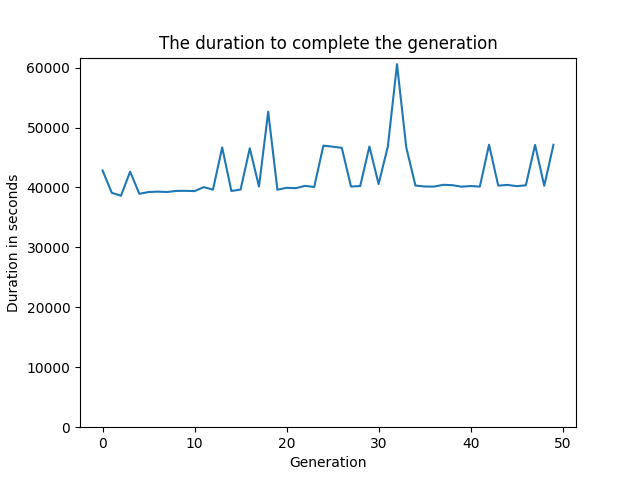 The duration to complete the generation
60000
50000
40000
30000
20000
10000
0
Duration in seconds
0 10 20 30 40 50
Generation